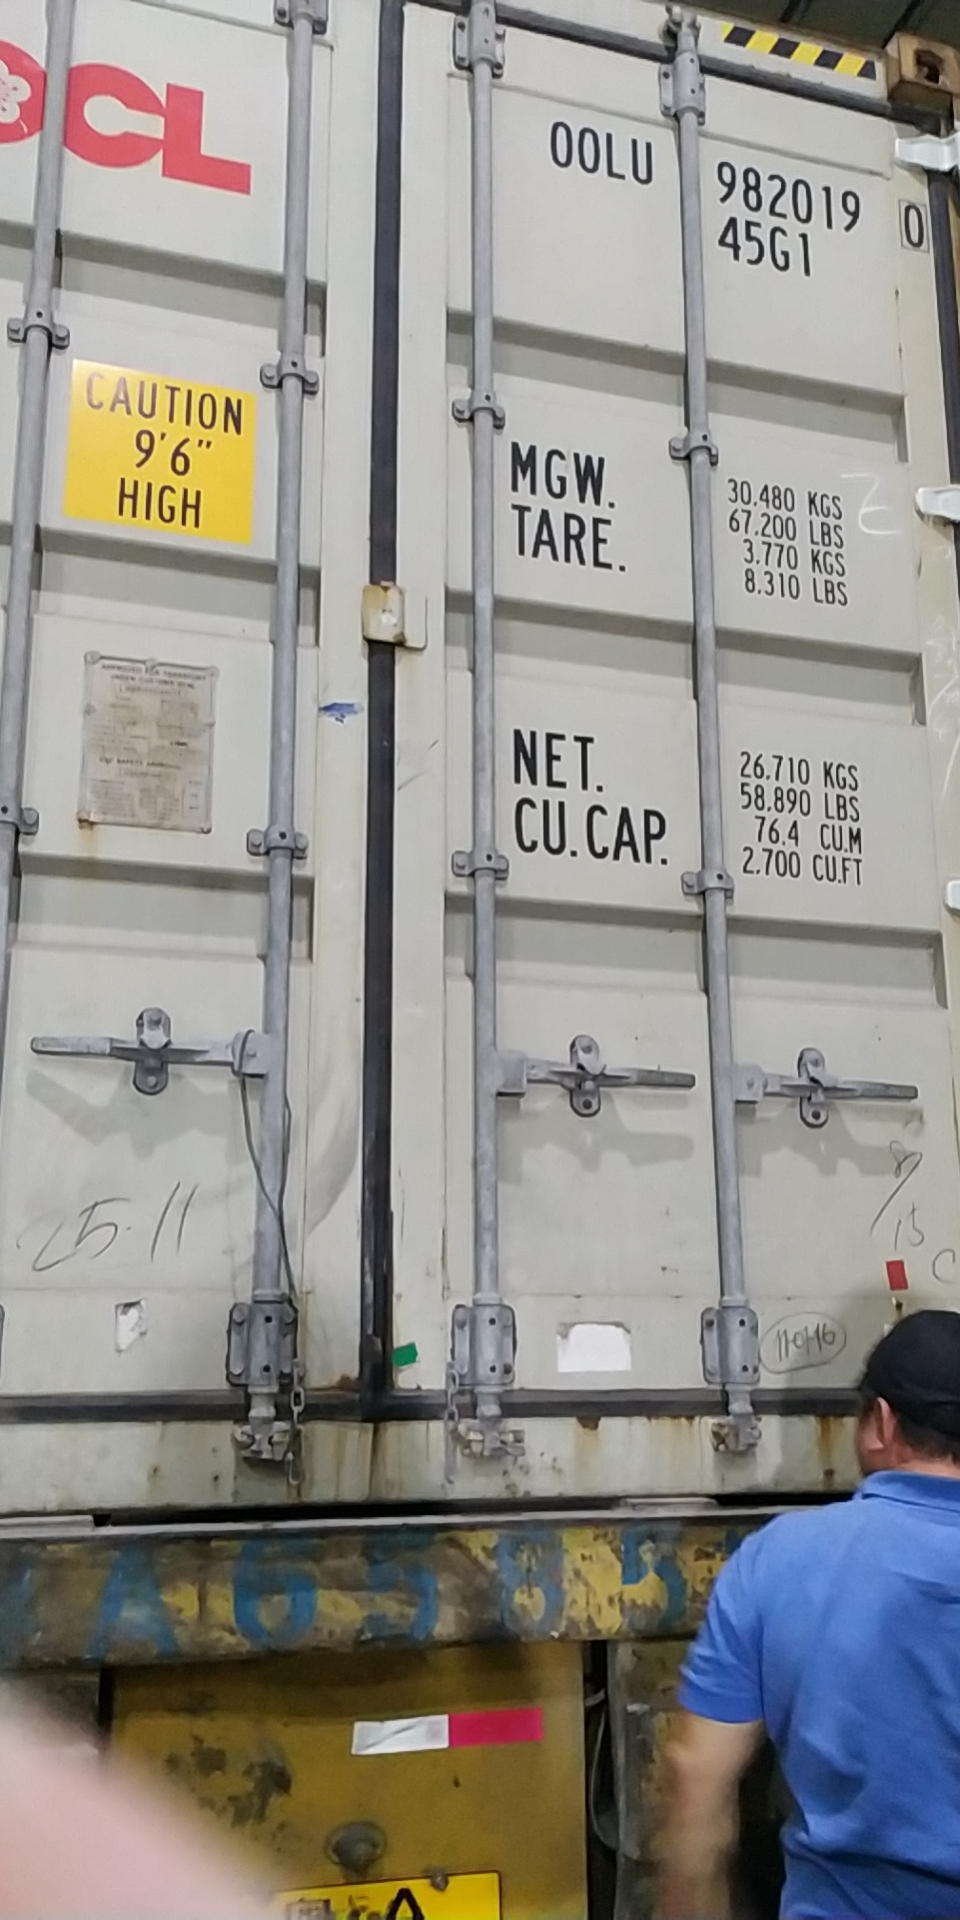 OCL
OOLU 982019 0
45G1
CAUTION
9'6"
HIGH
MGW.
TARE.
30.480 KGS
67.200 LBS
3.770 KGS
8.310 LBS
NET.
CU.CAP.
26.710 KGS
58.890 LBS
76.4 CU.M
2.700 CU.FT
25.11
8/15